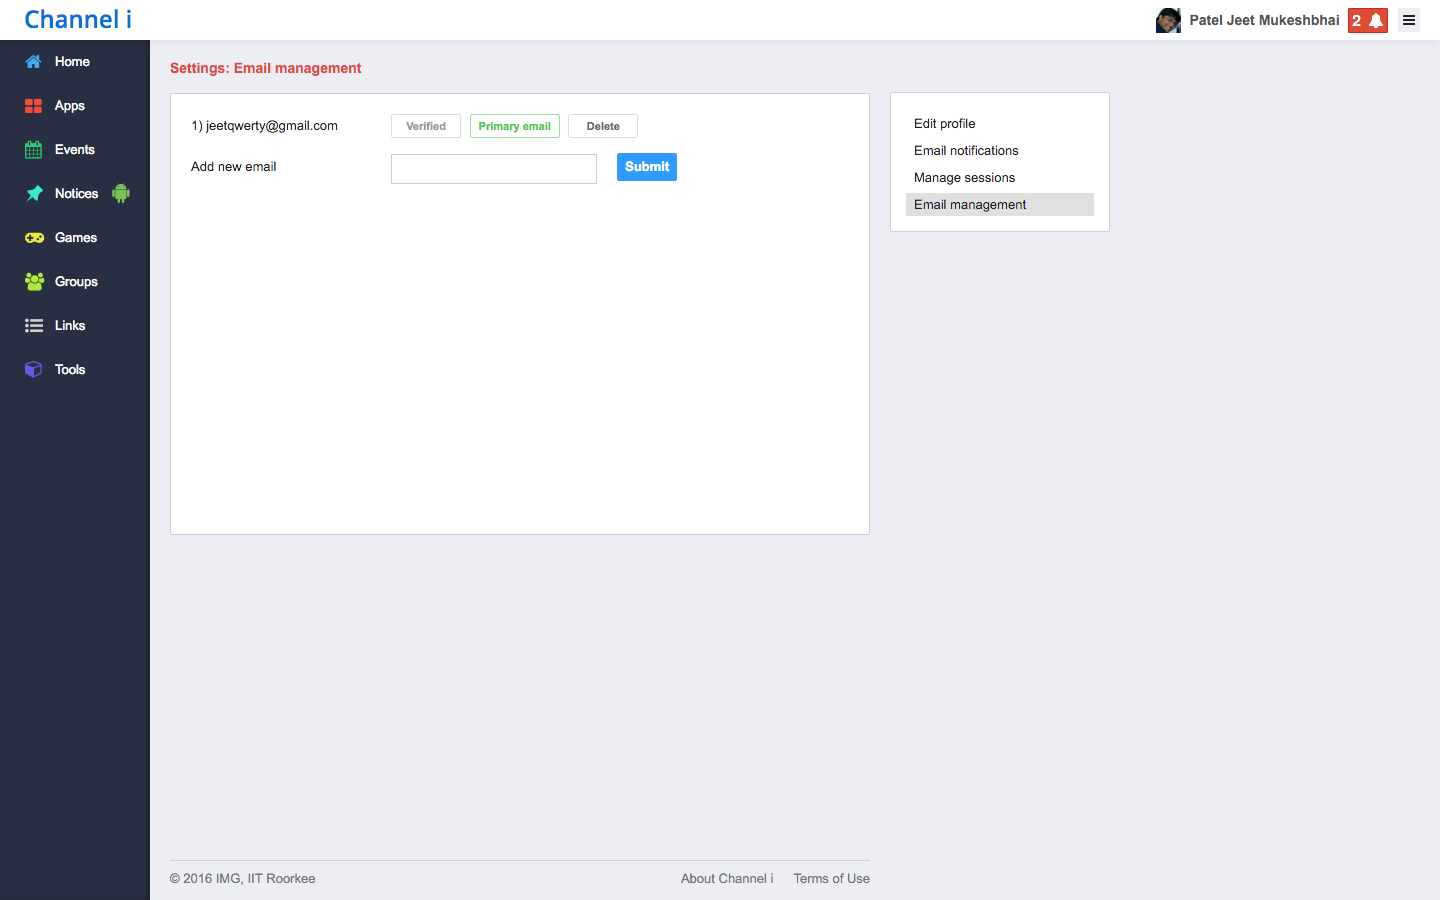 Channel i
Patel Jeet Mukeshbhai 2
Home
Apps
Events
Notices
Games
Groups
Links
Tools
Settings: Email management
1) jeetqwerty@gmail.com Verified Primary email Delete
Add new email Submit
Edit profile
Email notifications
Manage sessions
Email management
© 2016 IMG, IIT Roorkee About Channel i Terms of Use